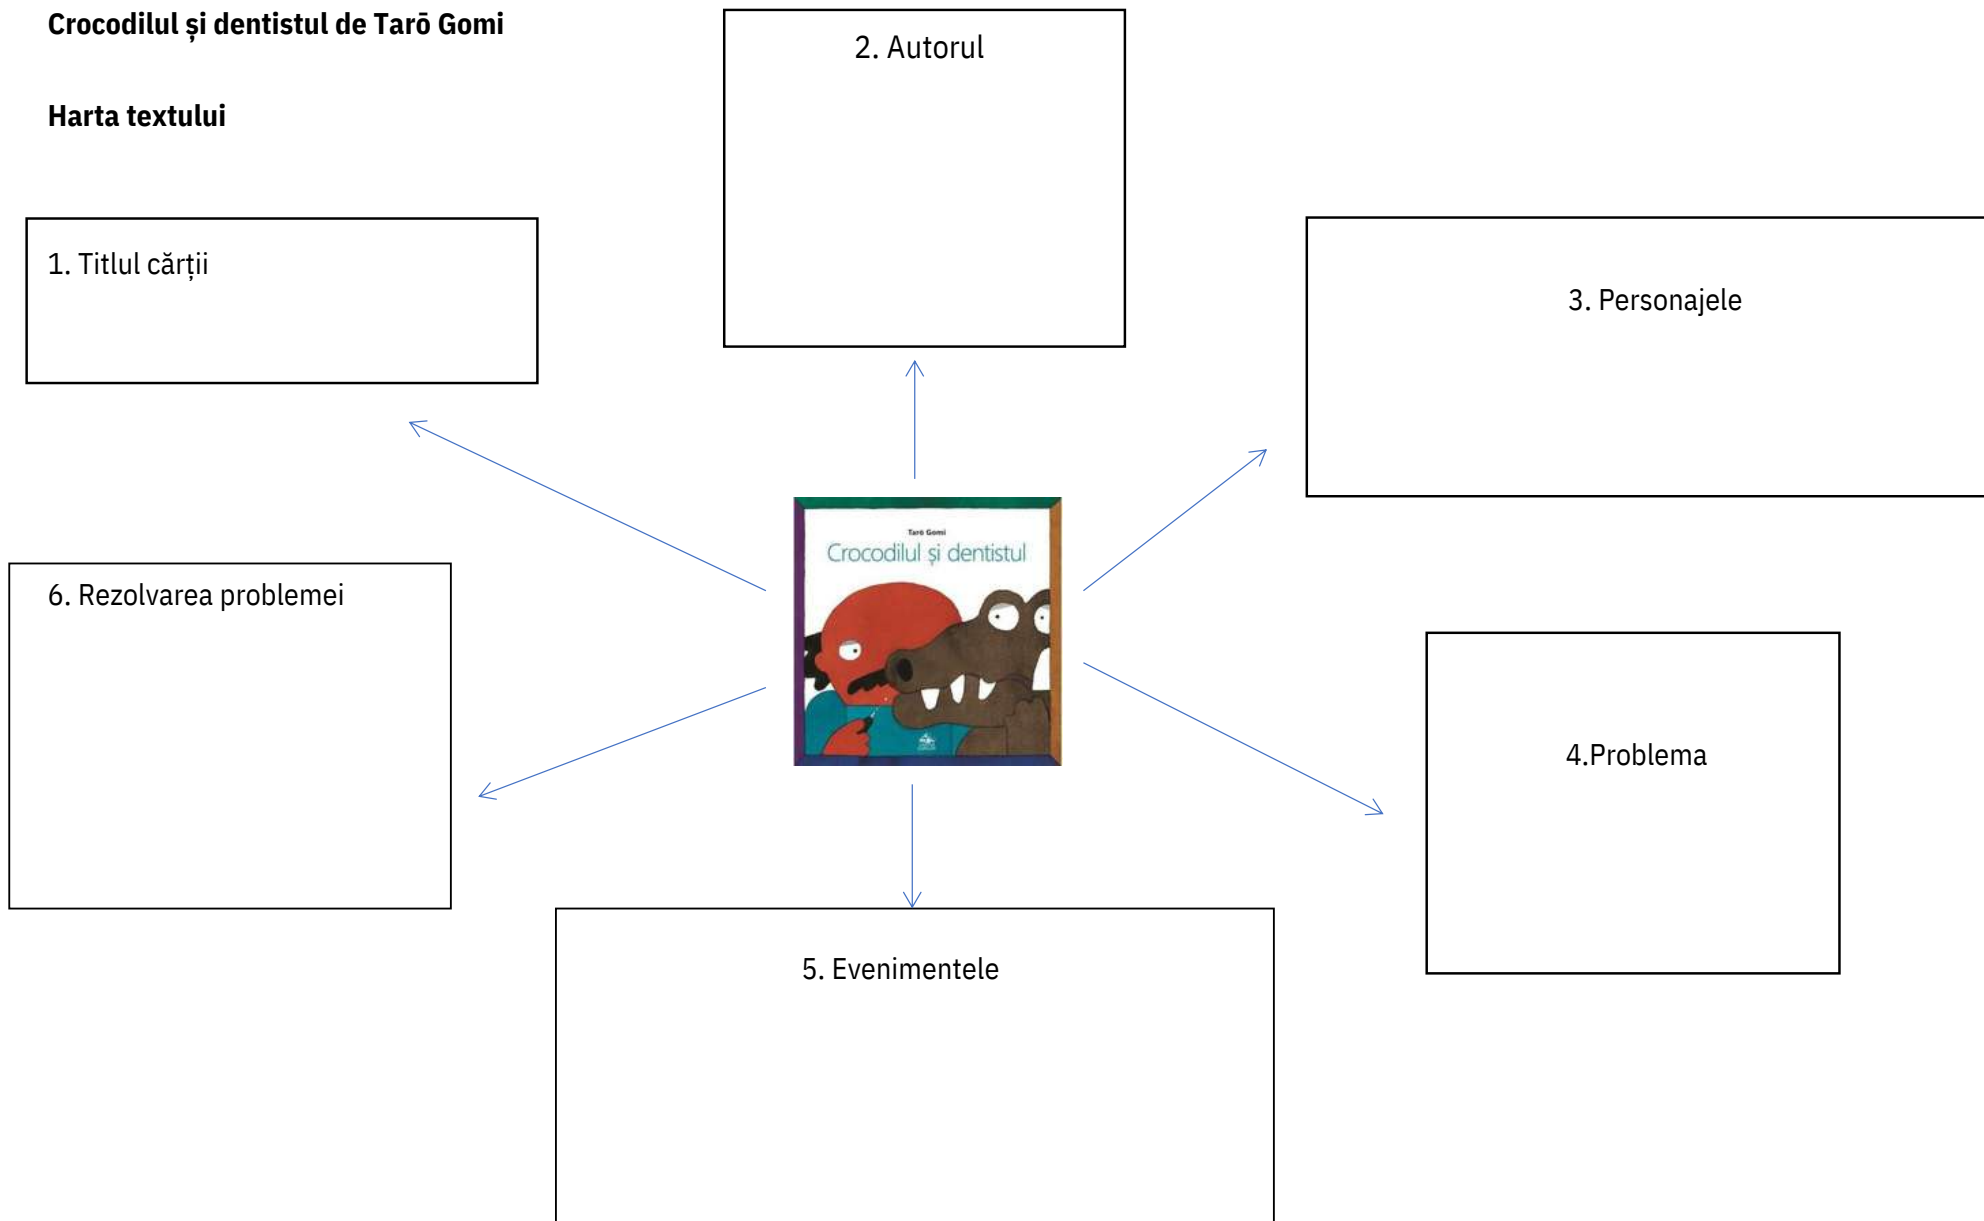 Crocodilul și dentistul de Tarō Gomi
Harta textului
1. Titlul cărții
2. Autorul
3. Personajele
Tarō Gomi
Crocodilul și dentistul
4.Problema
5. Evenimentele
6. Rezolvarea problemei